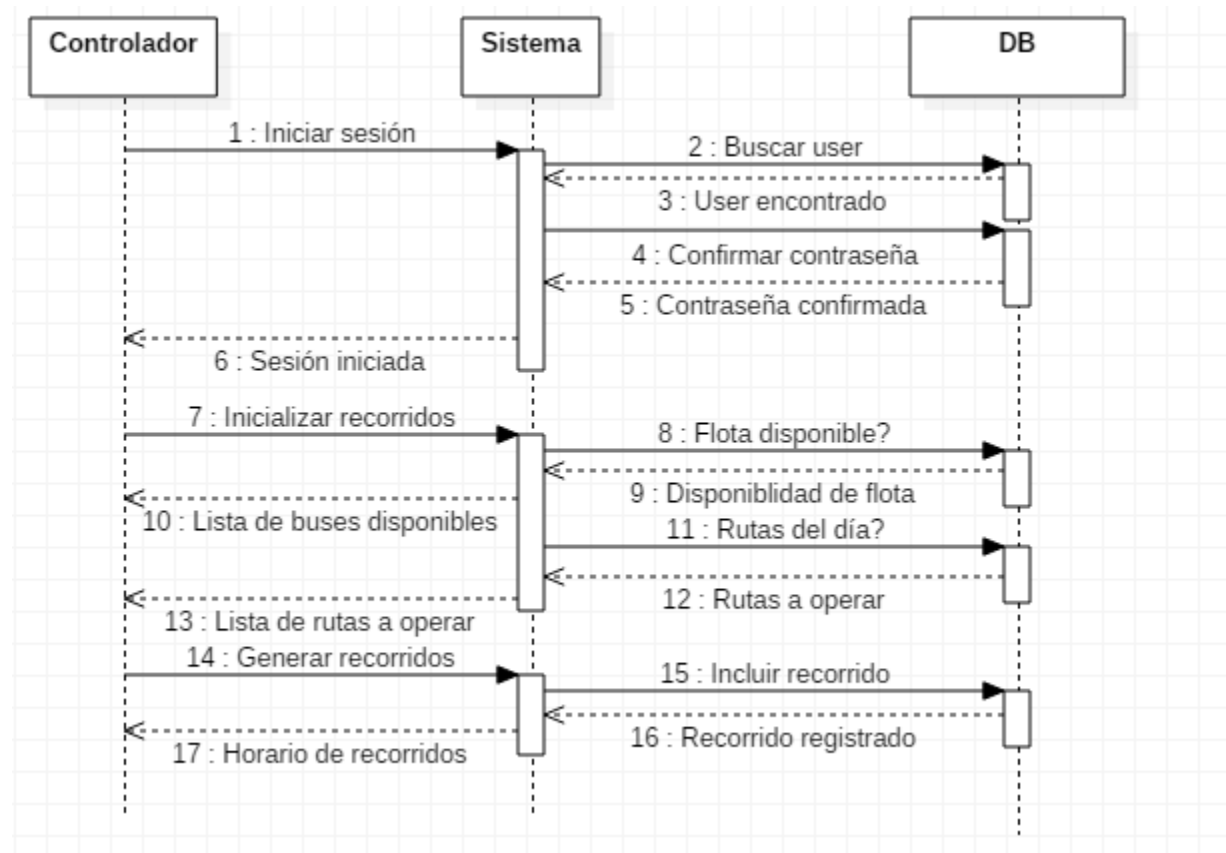 Controlador
Sistema
DB
1 : Iniciar sesión
2 : Buscar user
3 : User encontrado
4 : Confirmar contraseña
5 : Contraseña confirmada
6 : Sesión iniciada
7 : Inicializar recorridos
8 : Flota disponible?
9 : Disponiblidad de flota
10 : Lista de buses disponibles
11 : Rutas del día?
12 : Rutas a operar
13 : Lista de rutas a operar
14 : Generar recorridos
15 : Incluir recorrido
16 : Recorrido registrado
17 : Horario de recorridos